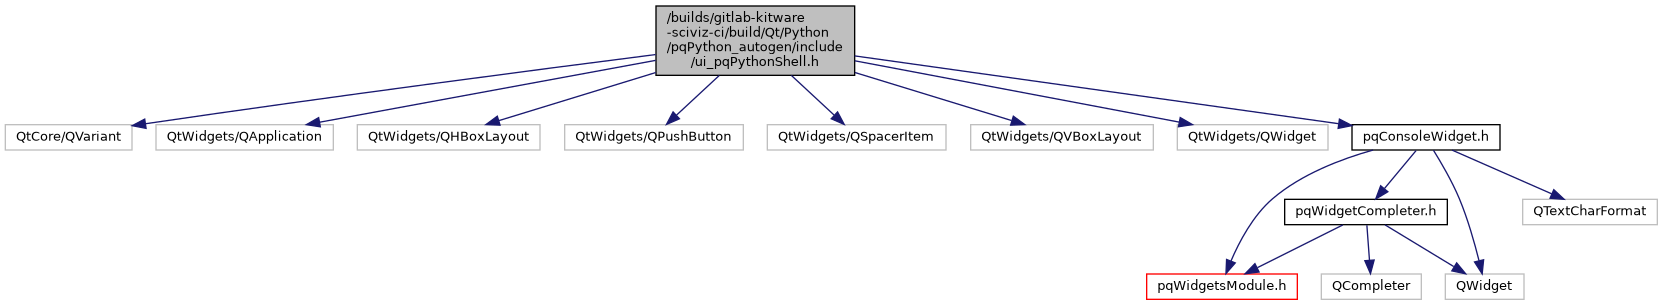 /builds/gitlab-kitware
-sciviz-ci/build/Qt/Python
/pqPython_autogen/include
/ui_pqPythonShell.h
QtCore/QVariant
QtWidgets/QApplication
QtWidgets/QHBoxLayout
QtWidgets/QPushButton
QtWidgets/QSpacerItem
QtWidgets/QVBoxLayout
QtWidgets/QWidget
pqConsoleWidget.h
pqWidgetCompleter.h
QTextCharFormat
pqWidgetsModule.h
QCompleter
QWidget